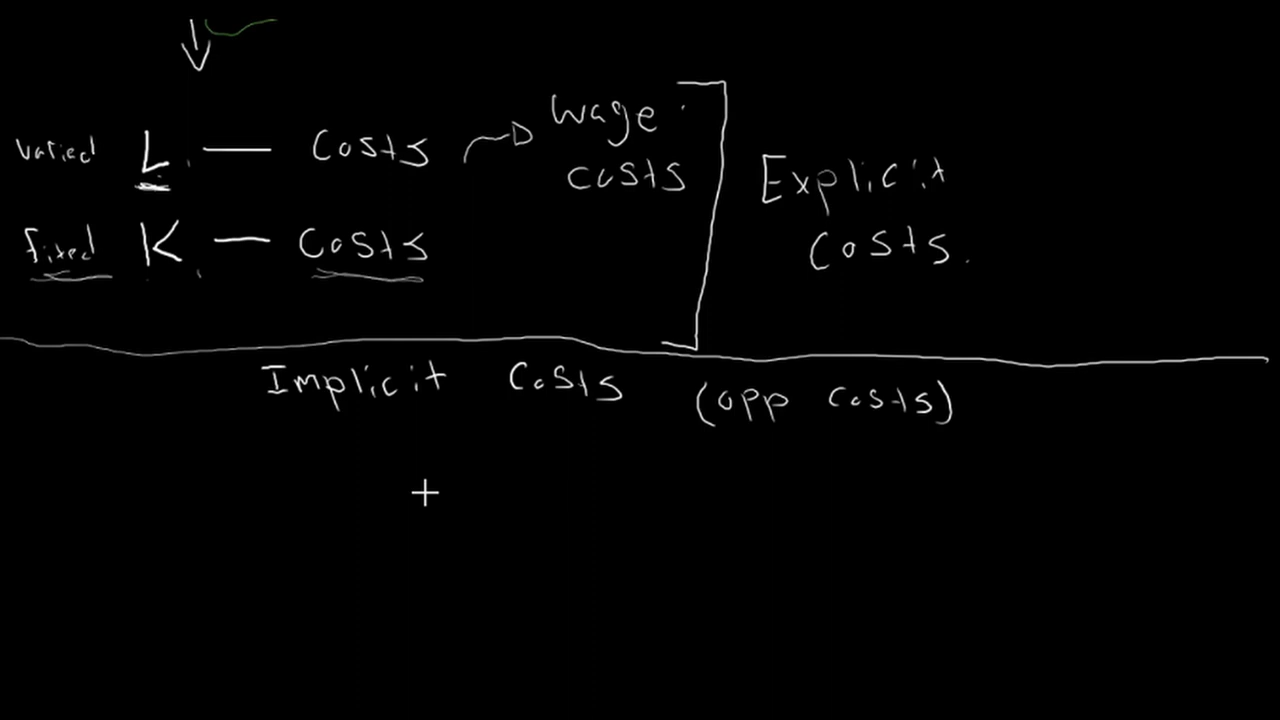 varied L — costs → wage costs
fixed K — costs
Explicit costs.
Implicit costs (opp costs)